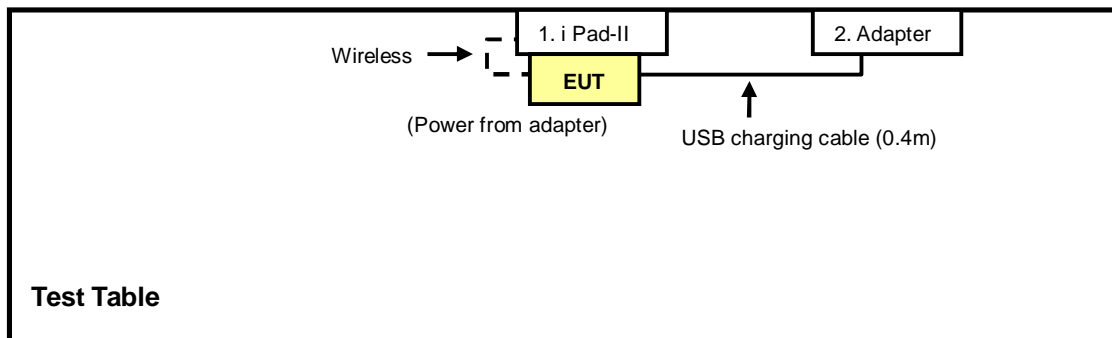 1. i Pad-II
2. Adapter
Wireless
EUT
(Power from adapter)
USB charging cable (0.4m)
Test Table